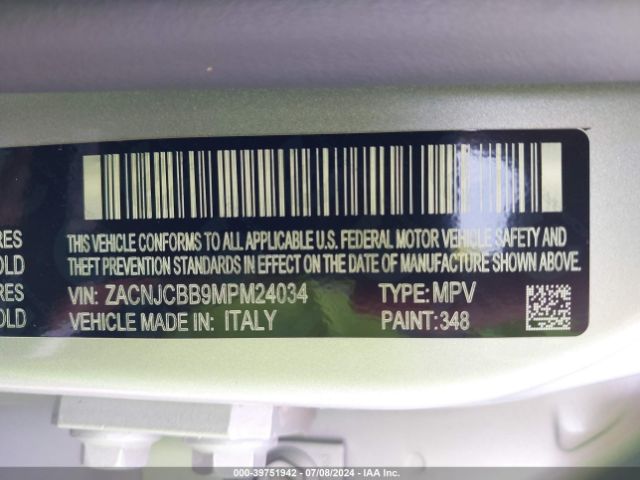 RES
OLD
RES
OLD
THIS VEHICLE CONFORMS TO ALL APPLICABLE U.S. FEDERAL MOTOR VEHICLE SAFETY AND
THEFT PREVENTION STANDARDS IN EFFECT ON THE DATE OF MANUFACTURE SHOWN ABOVE.
VIN: ZACNJCBB9MPM24034 TYPE: MPV
VEHICLE MADE IN: ITALY PAINT: 348
000-39751942 - 07/08/2024 - IAA Inc.